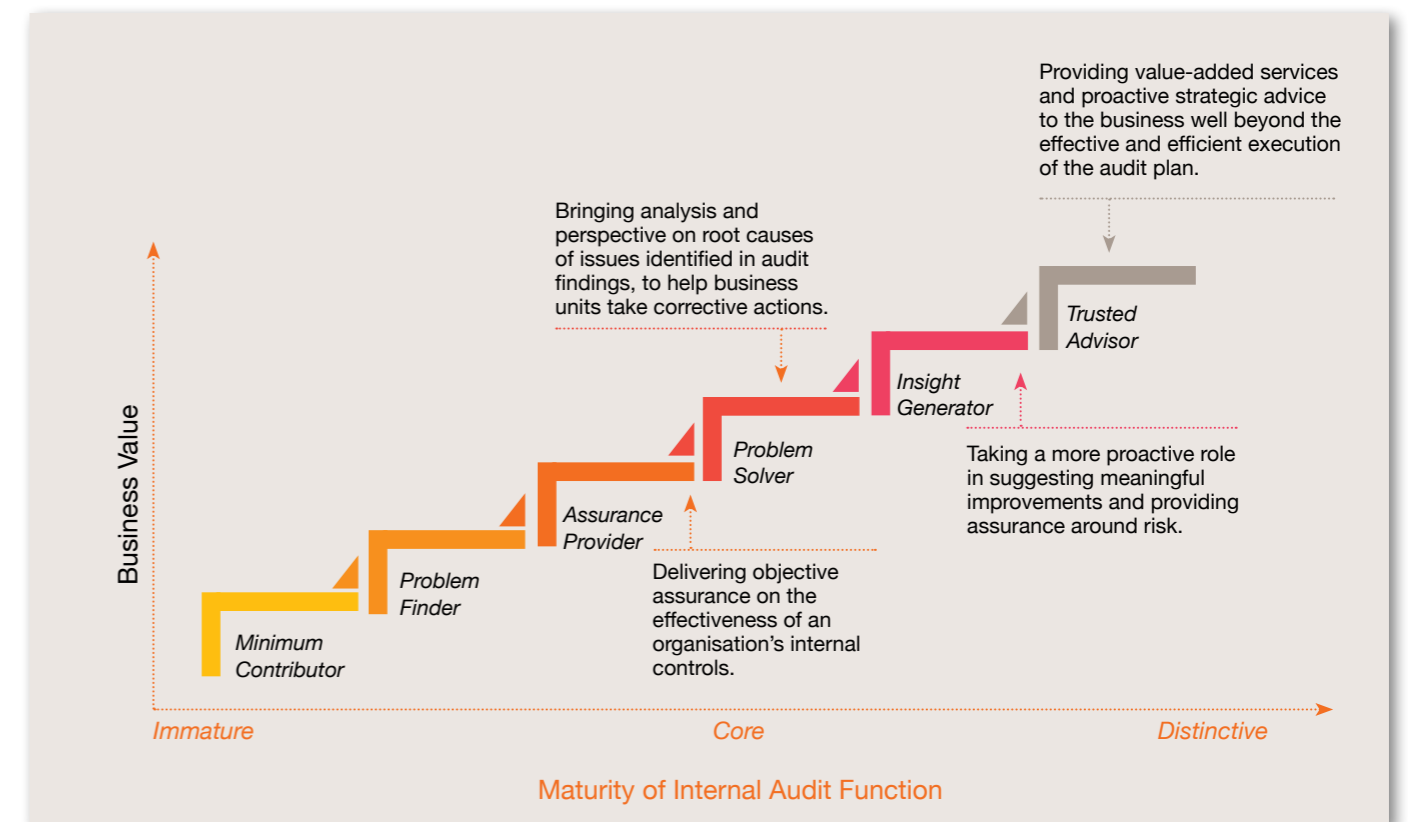 Providing value-added services
and proactive strategic advice
to the business well beyond the
effective and efficient execution
of the audit plan.
Bringing analysis and
perspective on root causes
of issues identified in audit
findings, to help business
units take corrective actions.
Trusted
Advisor
Insight
Generator
Taking a more proactive role
in suggesting meaningful
improvements and providing
assurance around risk.
Problem
Solver
Assurance
Provider
Delivering objective
assurance on the
effectiveness of an
organisation’s internal
controls.
Problem
Finder
Minimum
Contributor
Business Value
Immature
Core
Distinctive
Maturity of Internal Audit Function